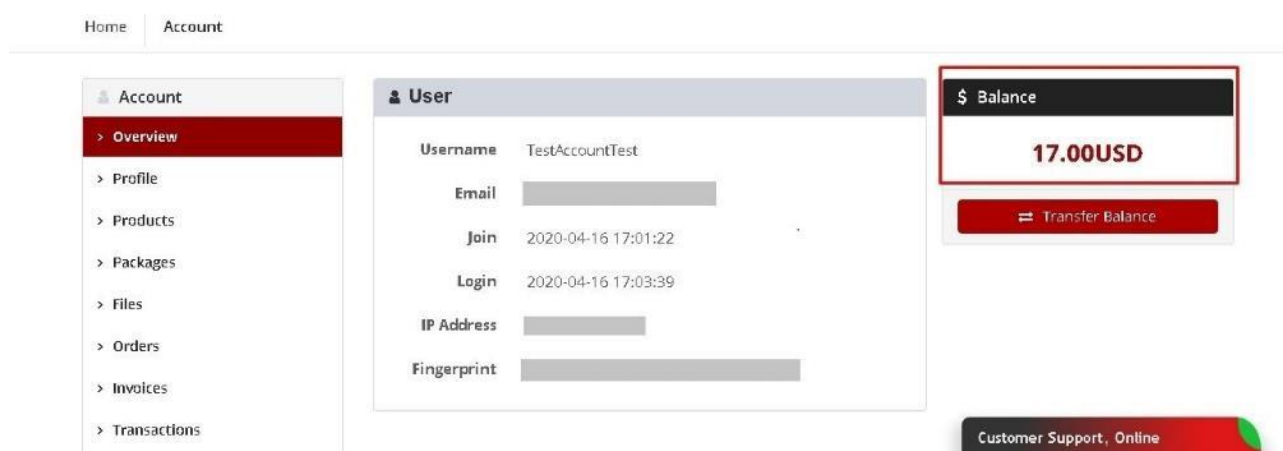 Home Account
Account
> Overview
> Profile
> Products
> Packages
> Files
> Orders
> Invoices
> Transactions
User
Username TestAccountTest
Email
Join 2020-04-16 17:01:22
Login 2020-04-16 17:03:39
IP Address
Fingerprint
$ Balance
17.00USD
Transfer Balance
Customer Support, Online